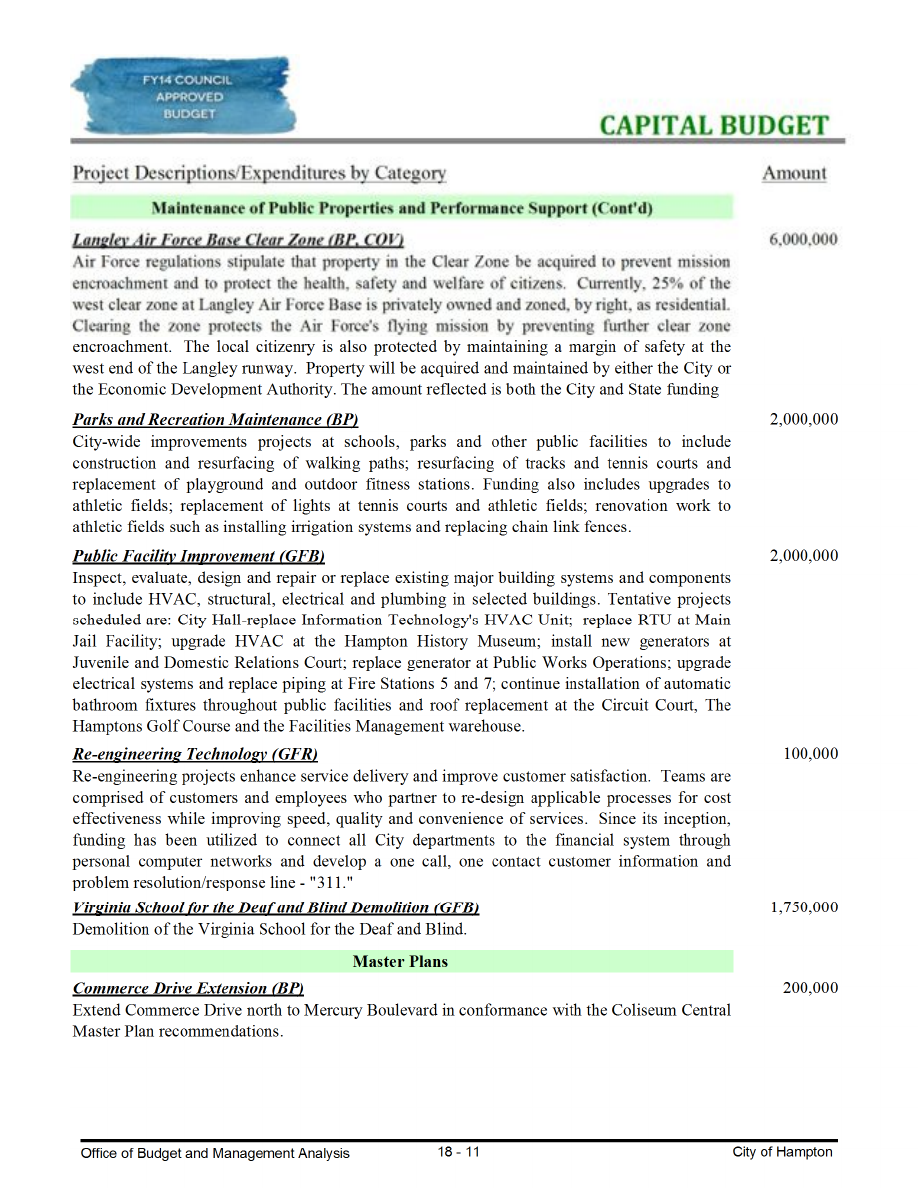 FY14 COUNCIL
APPROVED
BUDGET
CAPITAL BUDGET
Project Descriptions/Expenditures by Category Amount
Maintenance of Public Properties and Performance Support (Cont'd)
Langley Air Force Base Clear Zone (BP, COV) 6,000,000
Air Force regulations stipulate that property in the Clear Zone be acquired to prevent mission
encroachment and to protect the health, safety and welfare of citizens. Currently, 25% of the
west clear zone at Langley Air Force Base is privately owned and zoned, by right, as residential.
Clearing the zone protects the Air Force's flying mission by preventing further clear zone
encroachment. The local citizenry is also protected by maintaining a margin of safety at the
west end of the Langley runway. Property will be acquired and maintained by either the City or
the Economic Development Authority. The amount reflected is both the City and State funding
Parks and Recreation Maintenance (BP) 2,000,000
City-wide improvements projects at schools, parks and other public facilities to include
construction and resurfacing of walking paths; resurfacing of tracks and tennis courts and
replacement of playground and outdoor fitness stations. Funding also includes upgrades to
athletic fields; replacement of lights at tennis courts and athletic fields; renovation work to
athletic fields such as installing irrigation systems and replacing chain link fences.
Public Facility Improvement (GFB) 2,000,000
Inspect, evaluate, design and repair or replace existing major building systems and components
to include HVAC, structural, electrical and plumbing in selected buildings. Tentative projects
scheduled are: City Hall-replace Information Technology's HVAC Unit; replace RTU at Main
Jail Facility; upgrade HVAC at the Hampton History Museum; install new generators at
Juvenile and Domestic Relations Court; replace generator at Public Works Operations; upgrade
electrical systems and replace piping at Fire Stations 5 and 7; continue installation of automatic
bathroom fixtures throughout public facilities and roof replacement at the Circuit Court, The
Hamptons Golf Course and the Facilities Management warehouse.
Re-engineering Technology (GFR) 100,000
Re-engineering projects enhance service delivery and improve customer satisfaction. Teams are
comprised of customers and employees who partner to re-design applicable processes for cost
effectiveness while improving speed, quality and convenience of services. Since its inception,
funding has been utilized to connect all City departments to the financial system through
personal computer networks and develop a one call, one contact customer information and
problem resolution/response line - "311."
Virginia School for the Deaf and Blind Demolition (GFB) 1,750,000
Demolition of the Virginia School for the Deaf and Blind.
Master Plans
Commerce Drive Extension (BP) 200,000
Extend Commerce Drive north to Mercury Boulevard in conformance with the Coliseum Central
Master Plan recommendations.
Office of Budget and Management Analysis 18 - 11 City of Hampton